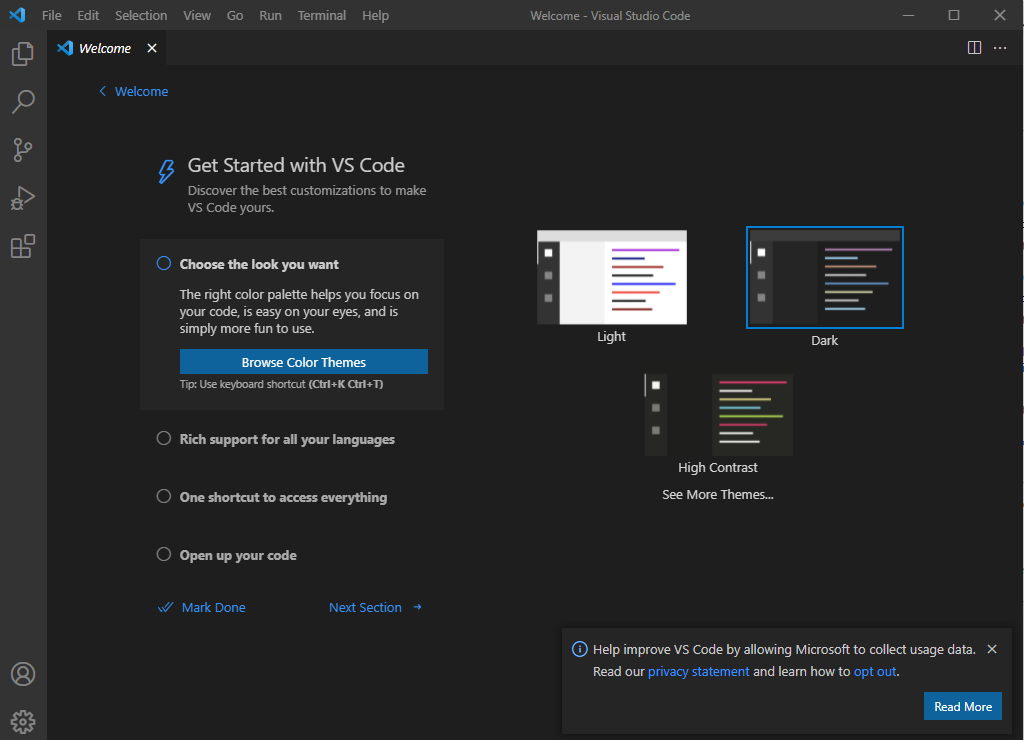 File Edit Selection View Go Run Terminal Help Welcome - Visual Studio Code
Welcome
Welcome
Get Started with VS Code
Discover the best customizations to make
VS Code yours.
Choose the look you want
The right color palette helps you focus on
your code, is easy on your eyes, and is
simply more fun to use.
Browse Color Themes
Tip: Use keyboard shortcut (Ctrl+K Ctrl+T)
Rich support for all your languages
One shortcut to access everything
Open up your code
Mark Done
Next Section
Light
Dark
High Contrast
See More Themes...
Help improve VS Code by allowing Microsoft to collect usage data.
Read our privacy statement and learn how to opt out.
Read More